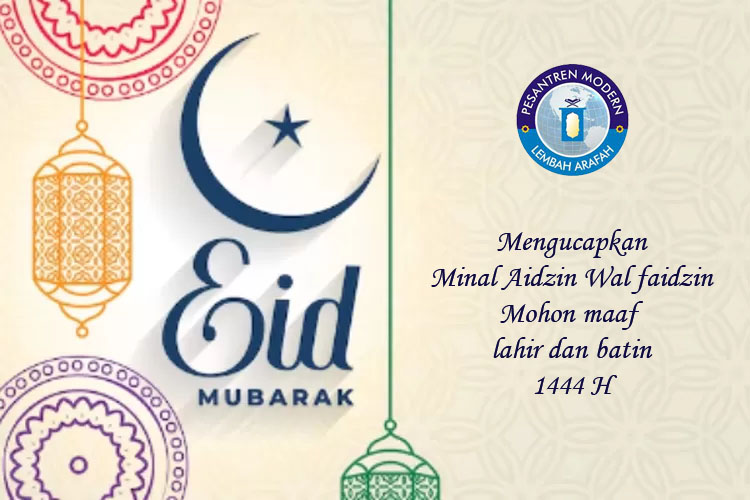 Eid
MUBARAK
PESANTREN MODERN
LEMBAH ARAFAH
Mengucapkan
Minal Aidzin Wal faidzin
Mohon maaf
lahir dan batin
1444 H